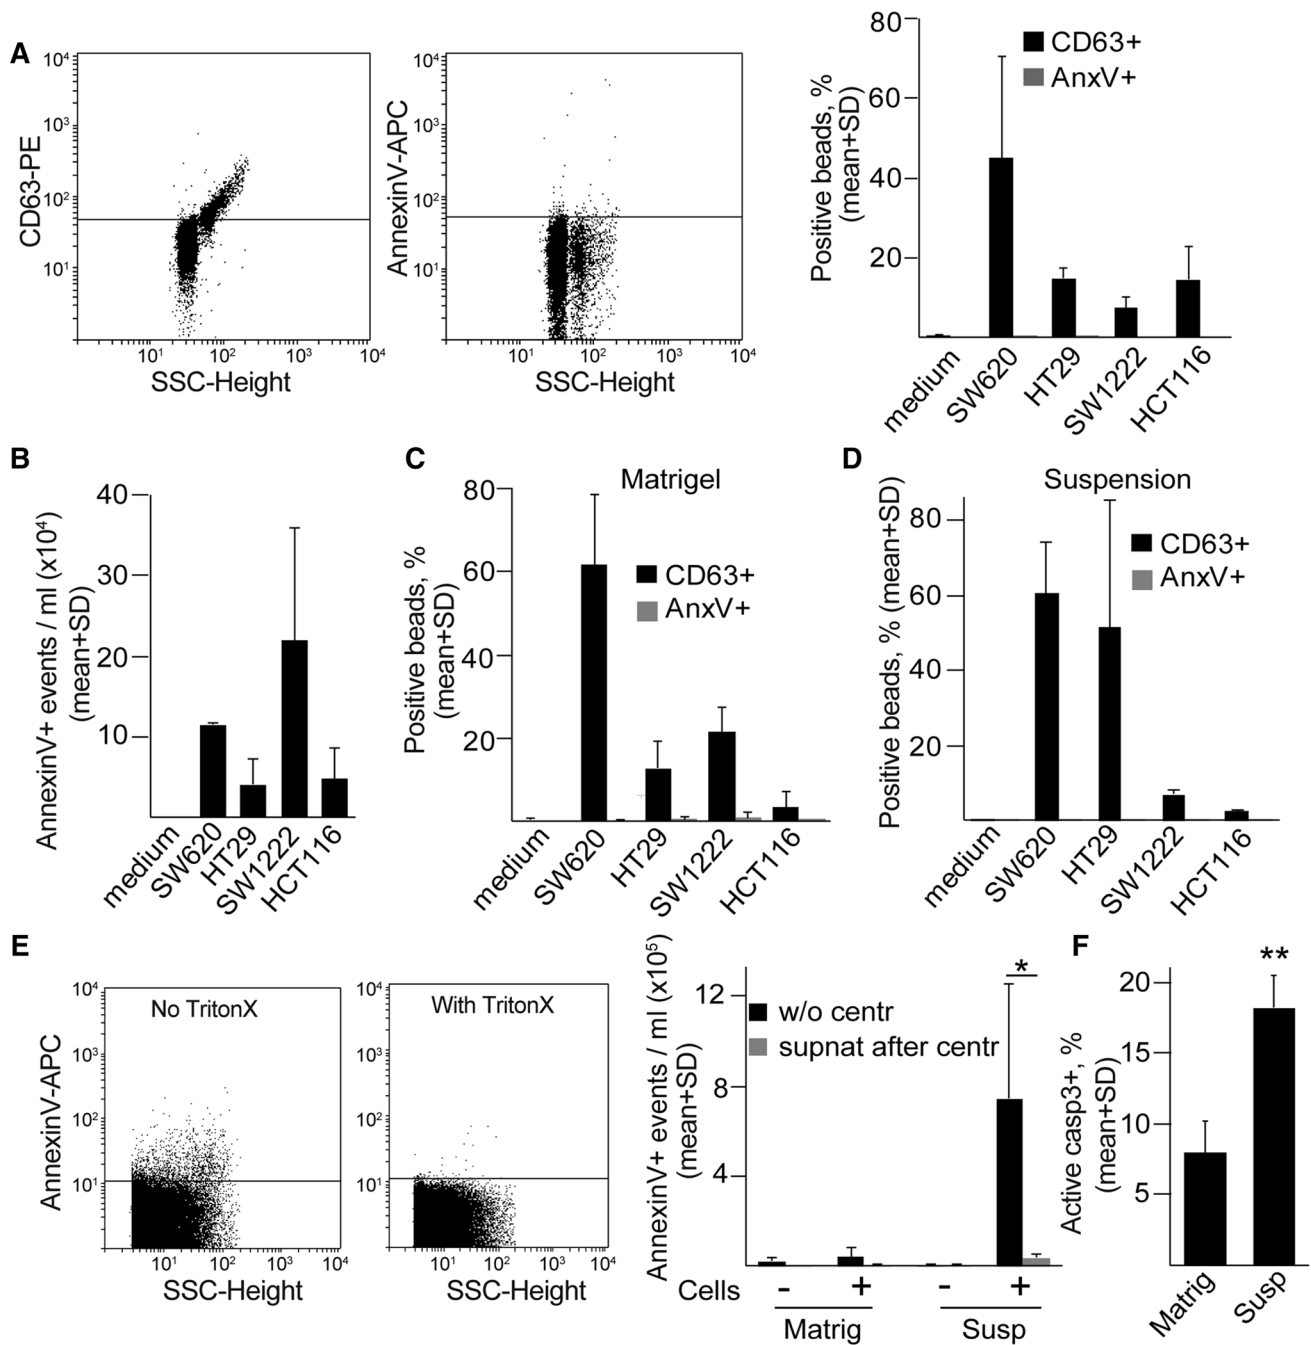 A
CD63-PE
10⁴
10³
10²
10¹
10¹ 10² 10³ 10⁴
SSC-Height
AnnexinV-APC
10⁴
10³
10²
10¹
10¹ 10² 10³ 10⁴
SSC-Height
Positive beads, %
(mean+SD)
80
60
40
20
CD63+
AnxV+
medium
SW620
HT29
SW1222
HCT116
B
AnnexinV+ events / ml (x10⁴)
(mean+SD)
40
30
20
10
medium
SW620
HT29
SW1222
HCT116
C
Matrigel
Positive beads, %
(mean+SD)
80
60
40
20
CD63+
AnxV+
medium
SW620
HT29
SW1222
HCT116
D
Suspension
Positive beads, % (mean+SD)
80
60
40
20
CD63+
AnxV+
medium
SW620
HT29
SW1222
HCT116
E
No TritonX
AnnexinV-APC
10⁴
10³
10²
10¹
10¹ 10² 10³ 10⁴
SSC-Height
With TritonX
10⁴
10³
10²
10¹
10¹ 10² 10³ 10⁴
SSC-Height
AnnexinV+ events / ml (x10⁵)
(mean+SD)
12
8
4
w/o centr
supnat after centr
*
Cells - + - +
Matrig Susp
F
**
Active casp3+, %
(mean+SD)
20
15
10
5
Matrig
Susp